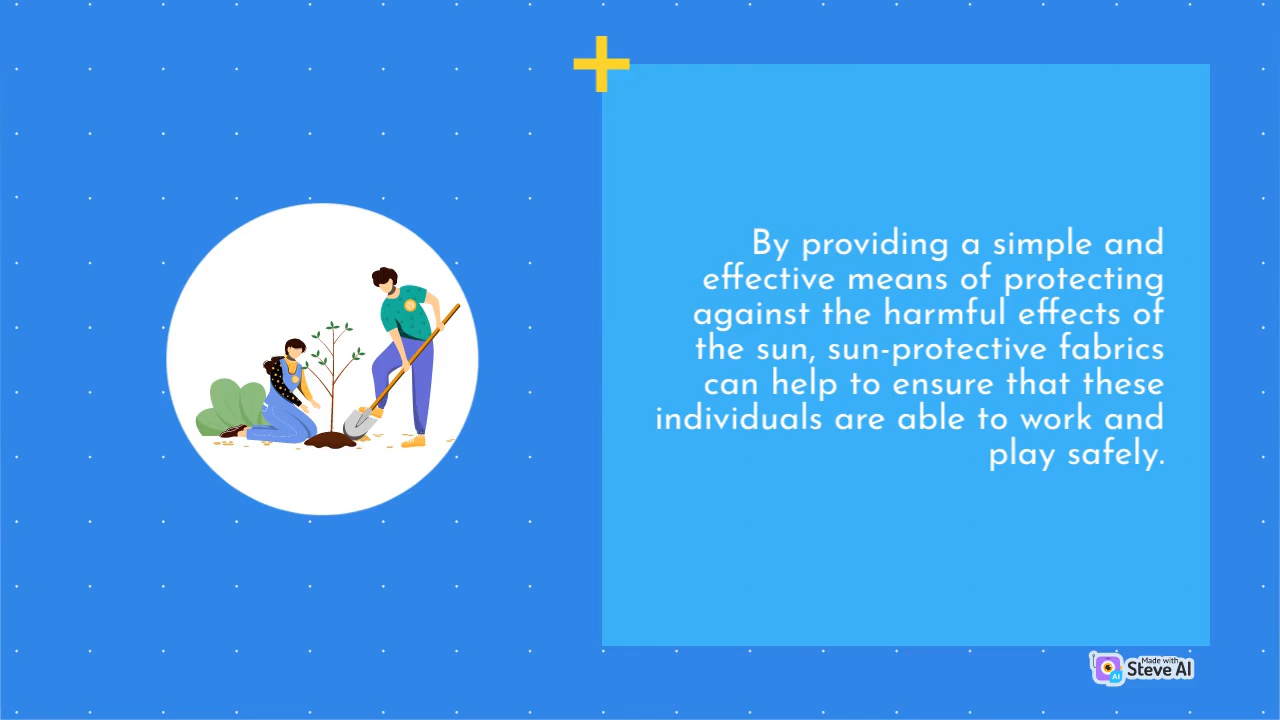 By providing a simple and
effective means of protecting
against the harmful effects of
the sun, sun-protective fabrics
can help to ensure that these
individuals are able to work and
play safely.
Made with
Steve AI
AI